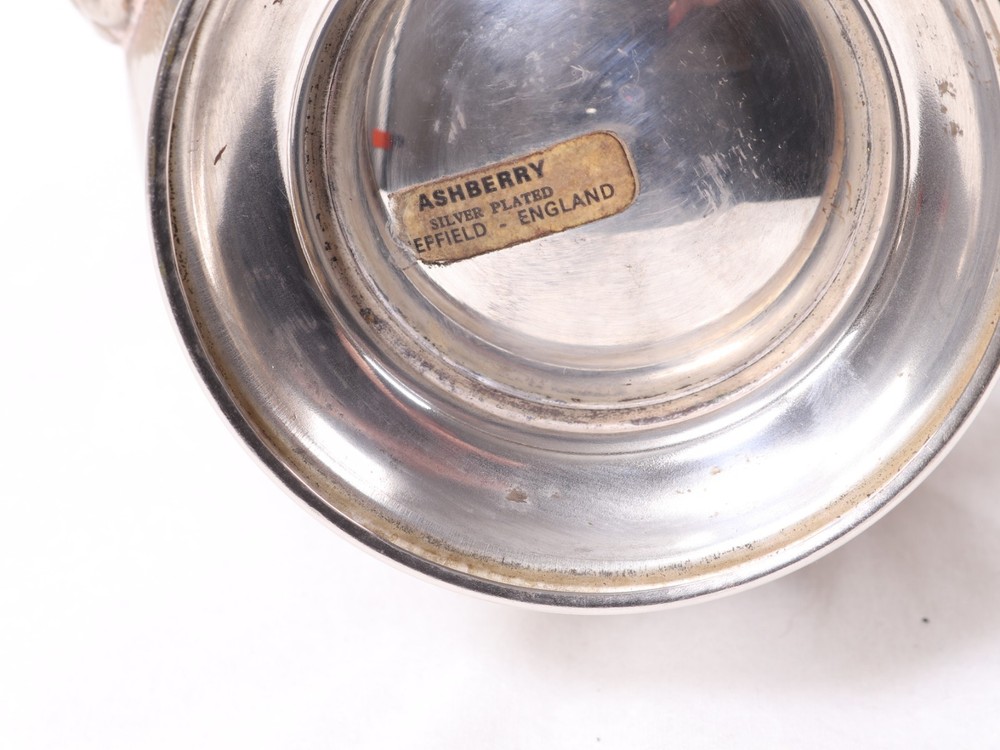 ASHBERRY
SILVER PLATED
EFFIELD - ENGLAND